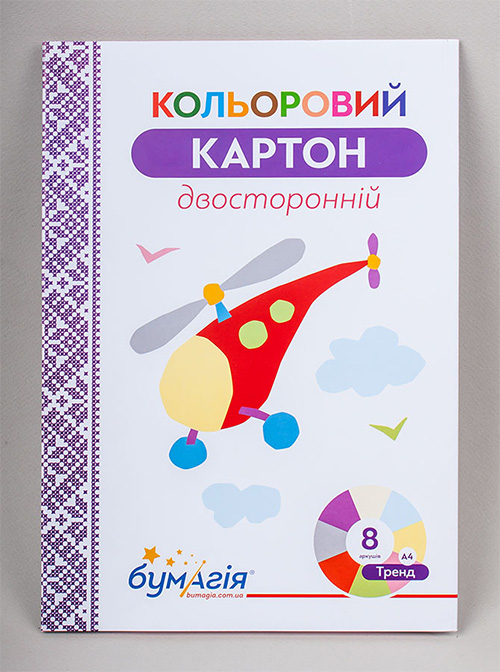 КОЛЬОРОВИЙ
КАРТОН
двосторонній
8
аркушів
А4
Тренд
бумагія®
bumagia.com.ua